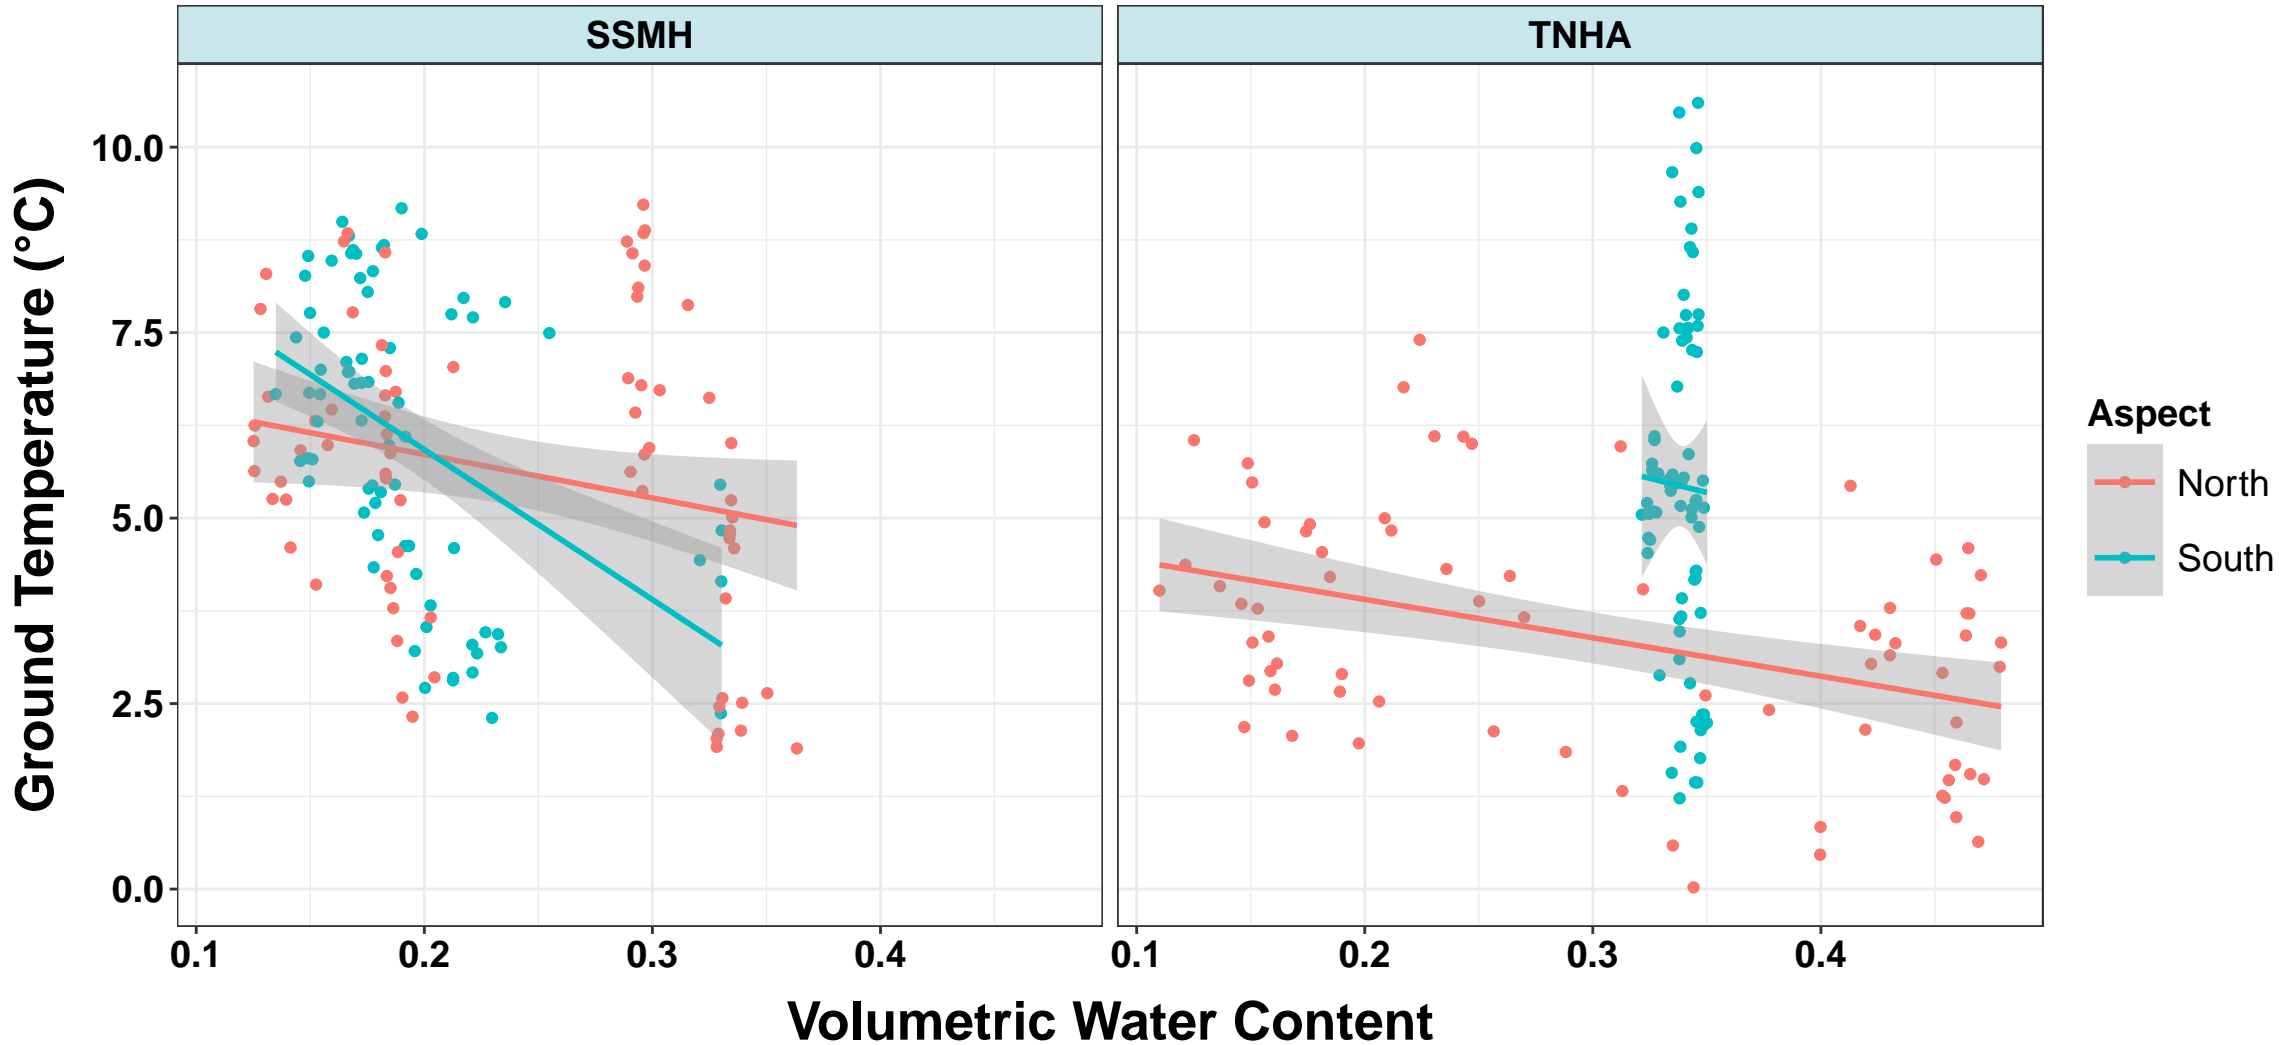 SSMH
TNHA
10.0
7.5
5.0
2.5
0.0
Ground Temperature (°C)
0.1 0.2 0.3 0.4
0.1 0.2 0.3 0.4
Volumetric Water Content
Aspect
North
South